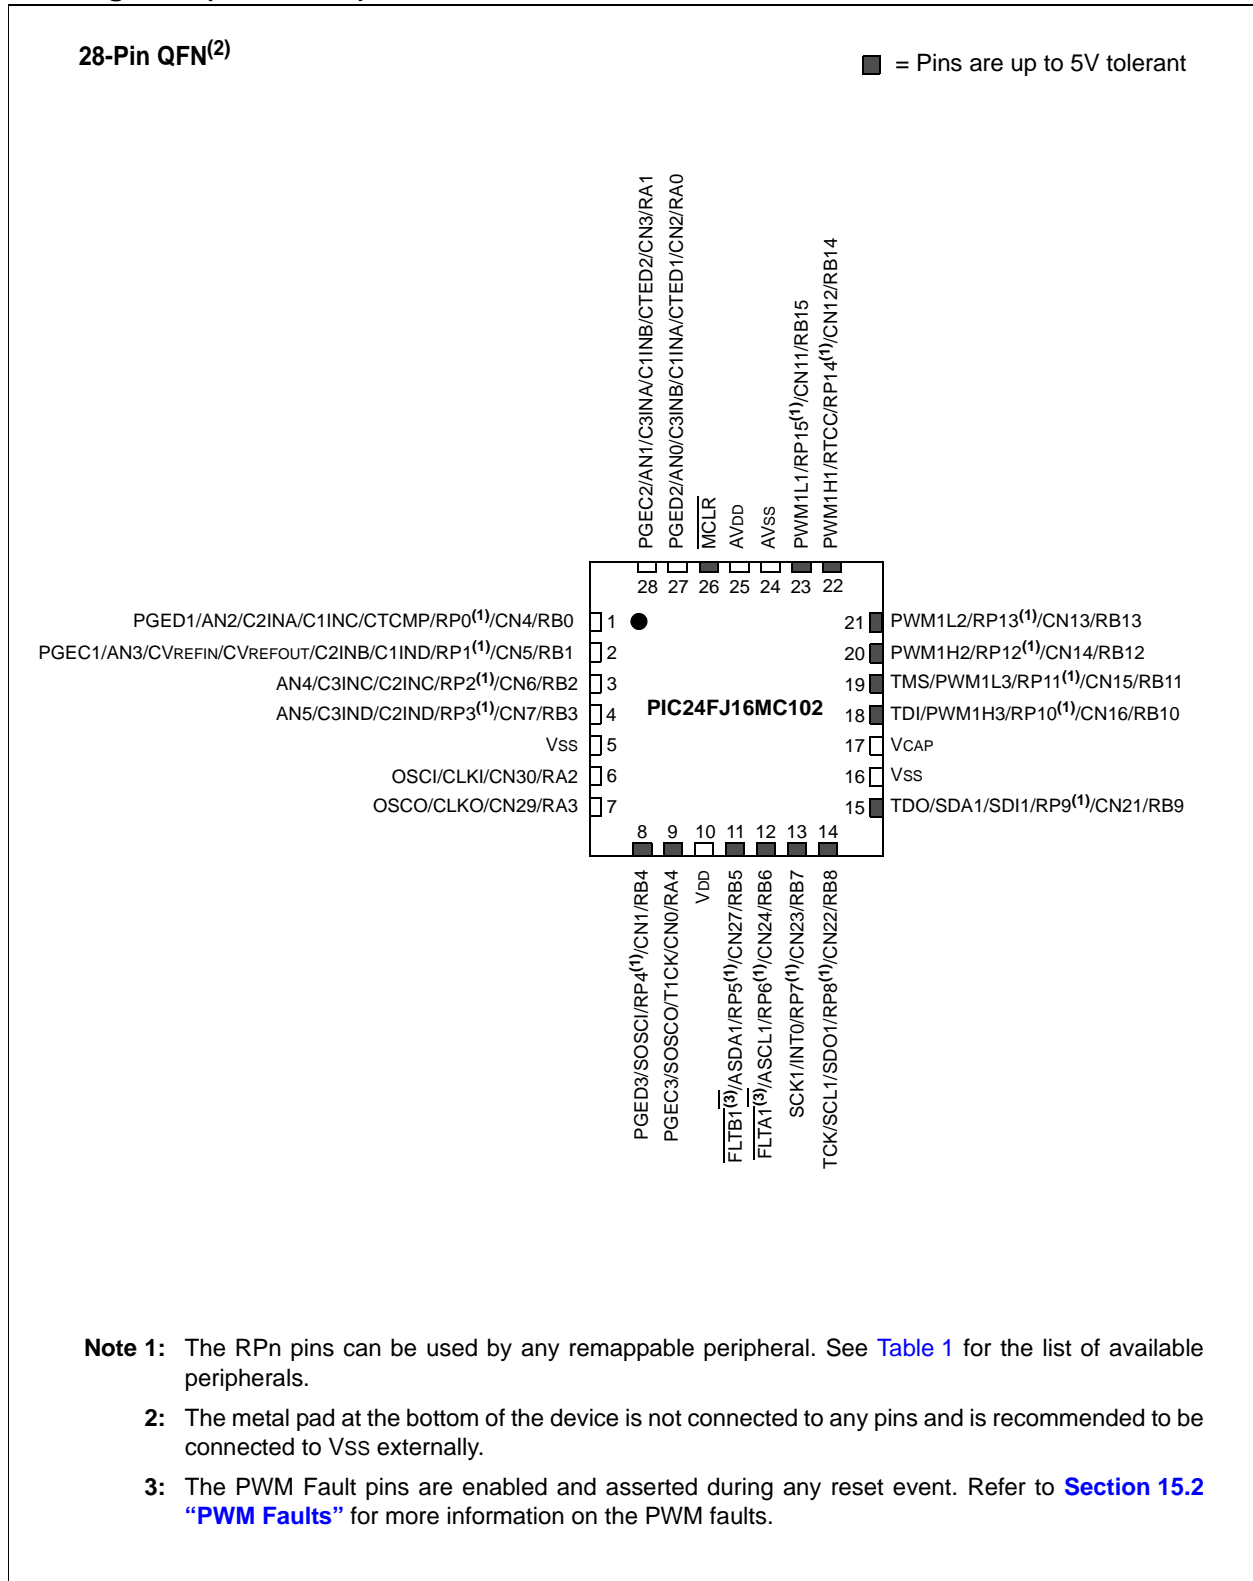 28-Pin QFN(2)
= Pins are up to 5V tolerant
PGEC2/AN1/C3INA/C1INB/CTED2/CN3/RA1
PGED2/AN0/C3INB/C1INA/CTED1/CN2/RA0
MCLR
AVDD
AVSS
PWM1L1/RP15(1)/CN11/RB15
PWM1H1/RTCC/RP14(1)/CN12/RB14
28 27 26 25 24 23 22
PGED1/AN2/C2INA/C1INC/CTCMP/RP0(1)/CN4/RB0 1
PGEC1/AN3/CVREFIN/CVREFOUT/C2INB/C1IND/RP1(1)/CN5/RB1 2
AN4/C3INC/C2INC/RP2(1)/CN6/RB2 3
AN5/C3IND/C2IND/RP3(1)/CN7/RB3 4
VSS 5
OSCI/CLKI/CN30/RA2 6
OSCO/CLKO/CN29/RA3 7
PIC24FJ16MC102
21 PWM1L2/RP13(1)/CN13/RB13
20 PWM1H2/RP12(1)/CN14/RB12
19 TMS/PWM1L3/RP11(1)/CN15/RB11
18 TDI/PWM1H3/RP10(1)/CN16/RB10
17 VCAP
16 VSS
15 TDO/SDA1/SDI1/RP9(1)/CN21/RB9
8 9 10 11 12 13 14
PGED3/SOSCI/RP4(1)/CN1/RB4
PGEC3/SOSCO/T1CK/CN0/RA4
VDD
FLTB1(3)/ASDA1/RP5(1)/CN27/RB5
FLTA1(3)/ASCL1/RP6(1)/CN24/RB6
SCK1/INT0/RP7(1)/CN23/RB7
TCK/SCL1/SDO1/RP8(1)/CN22/RB8
Note 1: The RPn pins can be used by any remappable peripheral. See Table 1 for the list of available
peripherals.
2: The metal pad at the bottom of the device is not connected to any pins and is recommended to be
connected to VSS externally.
3: The PWM Fault pins are enabled and asserted during any reset event. Refer to Section 15.2
“PWM Faults” for more information on the PWM faults.